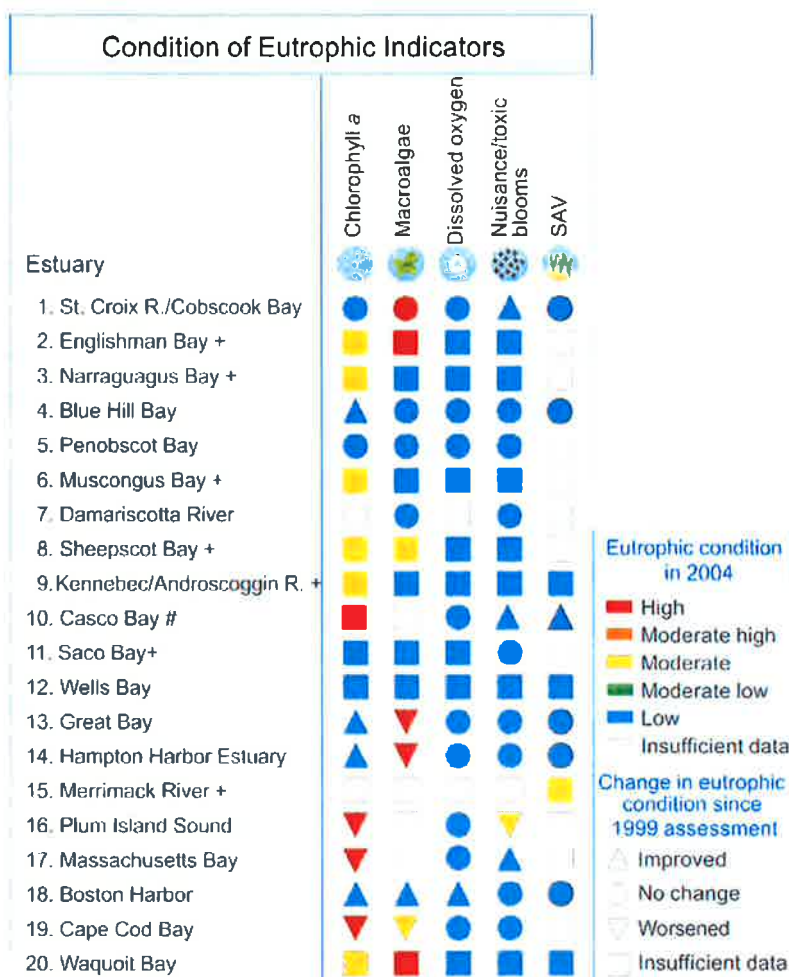 Condition of Eutrophic Indicators
Chlorophyll a
Macroalgae
Dissolved oxygen
Nuisance/toxic
blooms
SAV
Estuary
1. St. Croix R./Cobscook Bay
2. Englishman Bay +
3. Narraguagus Bay +
4. Blue Hill Bay
5. Penobscot Bay
6. Muscongus Bay +
7. Damariscotta River
8. Sheepscot Bay +
9. Kennebec/Androscoggin R. +
10. Casco Bay #
11. Saco Bay+
12. Wells Bay
13. Great Bay
14. Hampton Harbor Estuary
15. Merrimack River +
16. Plum Island Sound
17. Massachusetts Bay
18. Boston Harbor
19. Cape Cod Bay
20. Waquoit Bay
Eutrophic condition
in 2004
High
Moderate high
Moderate
Moderate low
Low
Insufficient data
Change in eutrophic
condition since
1999 assessment
Improved
No change
Worsened
Insufficient data